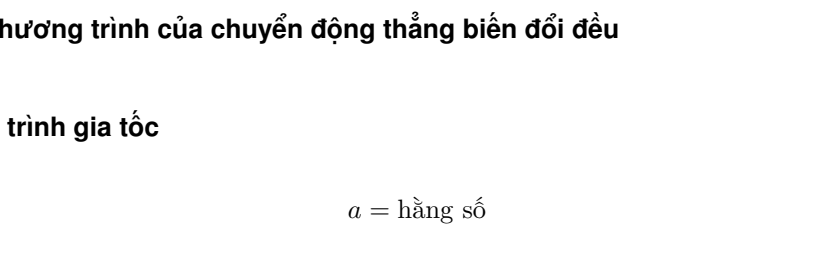 hương trình của chuyển động thẳng biến đổi đều
trình gia tốc
a = hằng số